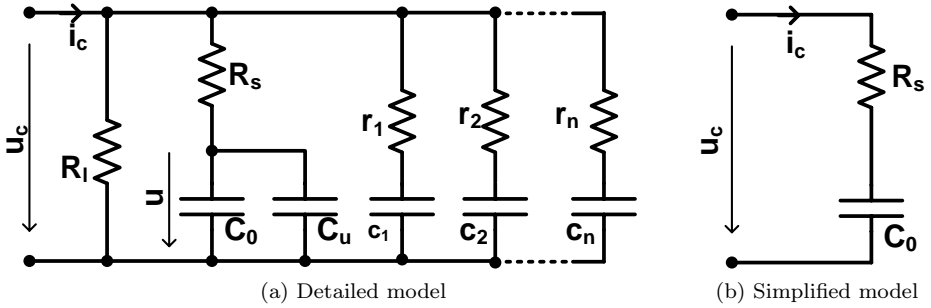 i_c
i_c
R_s
R_s
u_c
r_1
r_2
r_n
u_c
R_l
u
C_0
C_u
c_1
c_2
c_n
C_0
(a) Detailed model
(b) Simplified model